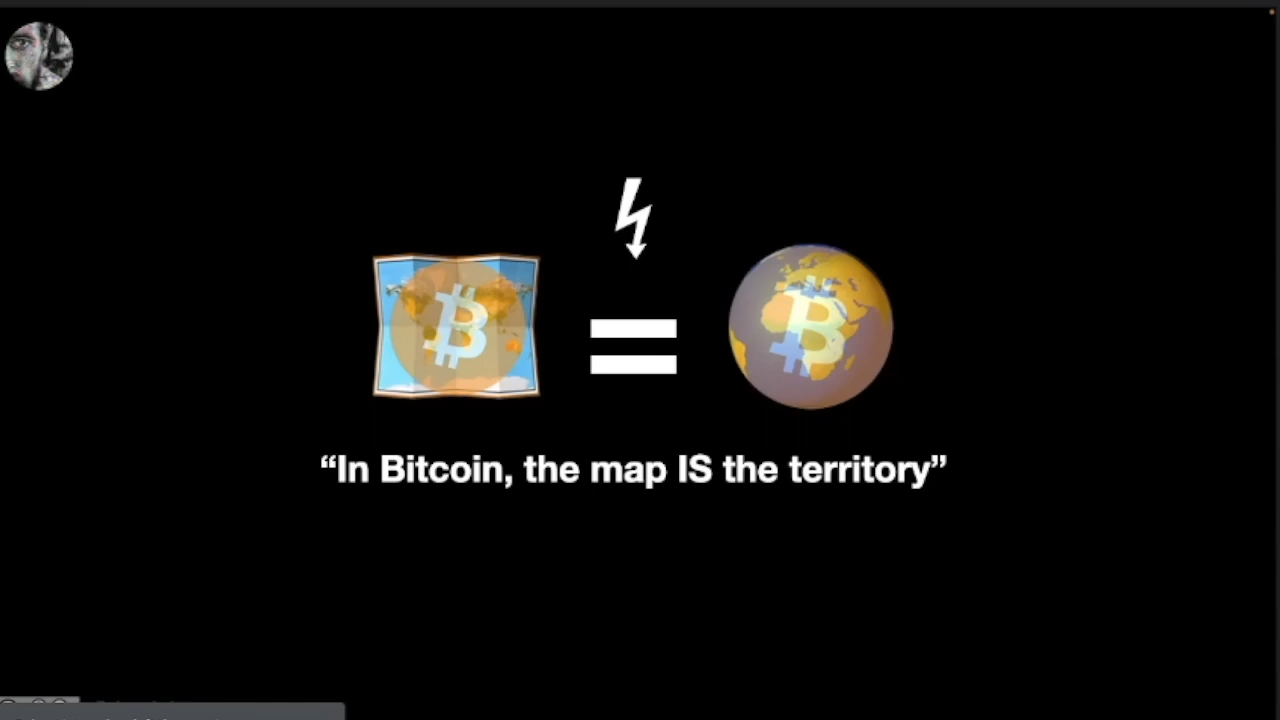 “In Bitcoin, the map IS the territory”